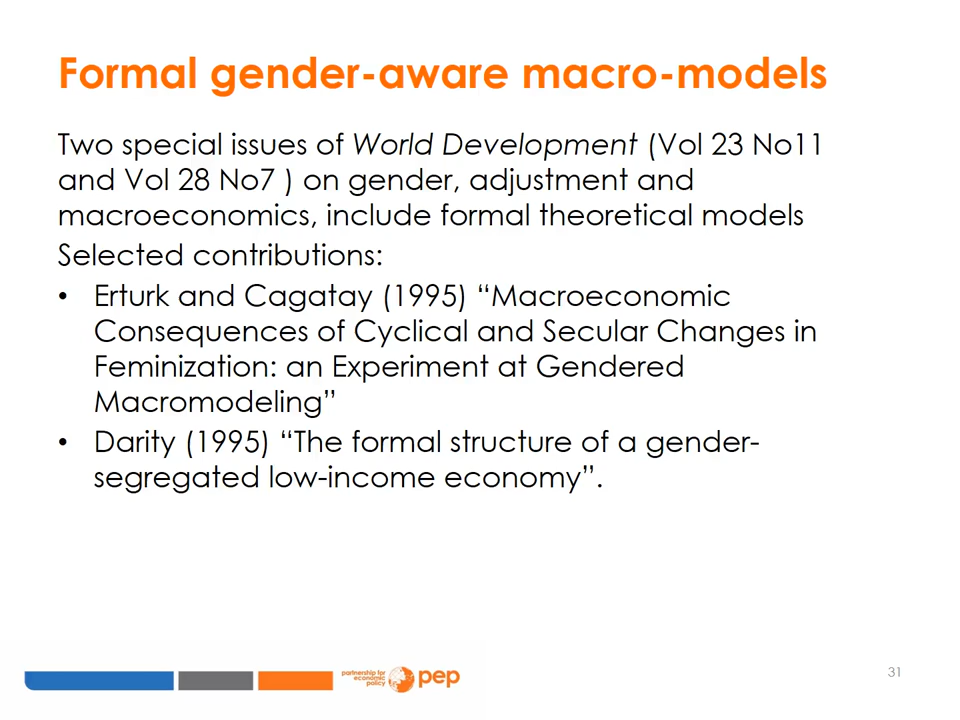 Formal gender-aware macro-models
Two special issues of World Development (Vol 23 No11
and Vol 28 No7 ) on gender, adjustment and
macroeconomics, include formal theoretical models
Selected contributions:
• Erturk and Cagatay (1995) “Macroeconomic
Consequences of Cyclical and Secular Changes in
Feminization: an Experiment at Gendered
Macromodeling”
• Darity (1995) “The formal structure of a gender-
segregated low-income economy”.
partnership for
economic
policy
pep
31